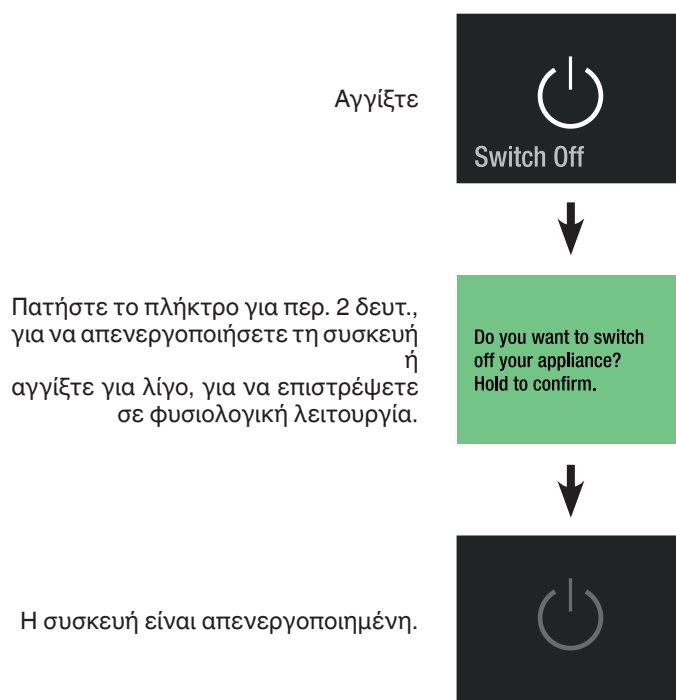 Αγγίξτε
Switch Off
Πατήστε το πλήκτρο για περ. 2 δευτ.,
για να απενεργοποιήσετε τη συσκευή
ή
αγγίξτε για λίγο, για να επιστρέψετε
σε φυσιολογική λειτουργία.
Do you want to switch
off your appliance?
Hold to confirm.
Η συσκευή είναι απενεργοποιημένη.